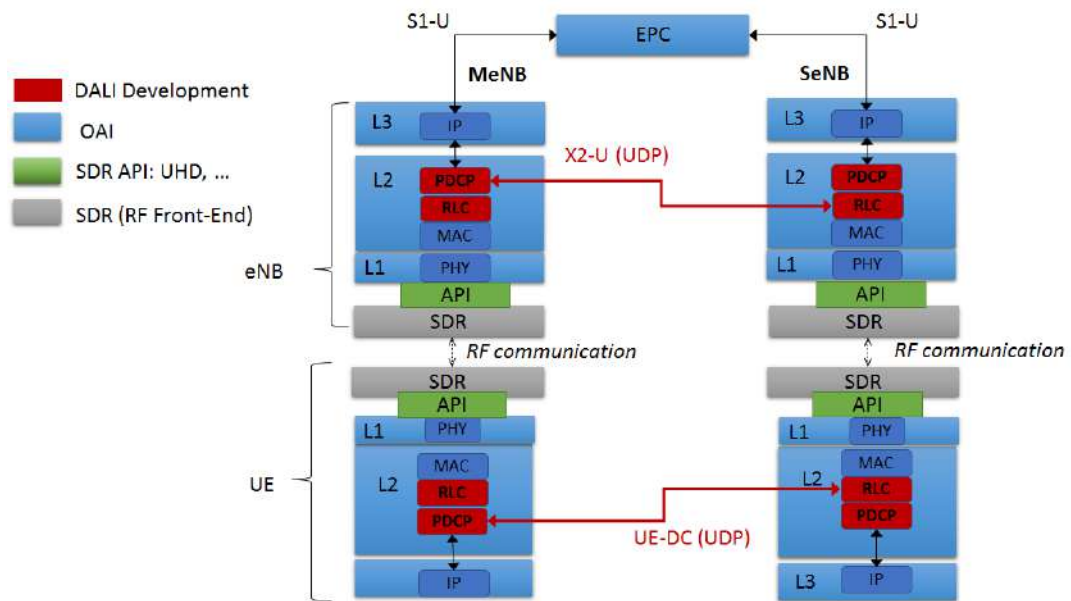 S1-U
S1-U
EPC
MeNB
SeNB
DALI Development
OAI
SDR API: UHD, ...
SDR (RF Front-End)
eNB
L3
IP
L2
PDCP
RLC
MAC
L1
PHY
API
SDR
X2-U (UDP)
L3
IP
L2
PDCP
RLC
MAC
L1
PHY
API
SDR
RF communication
RF communication
UE
SDR
API
L1
PHY
L2
MAC
RLC
PDCP
IP
UE-DC (UDP)
SDR
API
L1
PHY
MAC
L2
RLC
PDCP
L3
IP